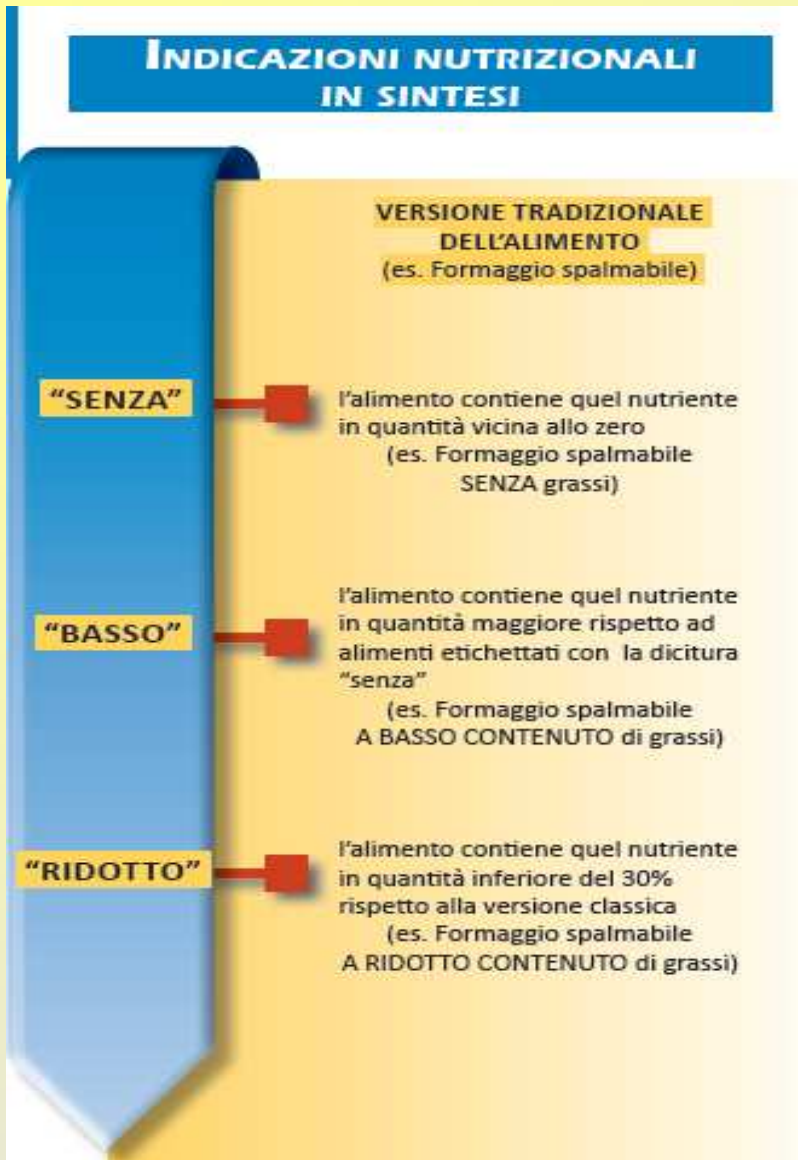 INDICAZIONI NUTRIZIONALI
IN SINTESI
VERSIONE TRADIZIONALE
DELL'ALIMENTO
(es. Formaggio spalmabile)
"SENZA"
l'alimento contiene quel nutriente
in quantità vicina allo zero
(es. Formaggio spalmabile
SENZA grassi)
"BASSO"
l'alimento contiene quel nutriente
in quantità maggiore rispetto ad
alimenti etichettati con la dicitura
"senza"
(es. Formaggio spalmabile
A BASSO CONTENUTO di grassi)
"RIDOTTO"
l'alimento contiene quel nutriente
in quantità inferiore del 30%
rispetto alla versione classica
(es. Formaggio spalmabile
A RIDOTTO CONTENUTO di grassi)